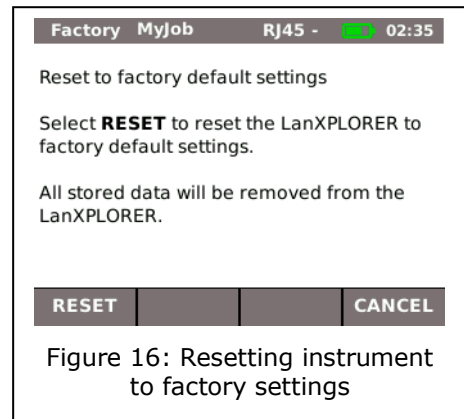 Factory MyJob RJ45 - 02:35
Reset to factory default settings
Select RESET to reset the LanXPLORER to
factory default settings.
All stored data will be removed from the
LanXPLORER.
RESET CANCEL
Figure 16: Resetting instrument
to factory settings